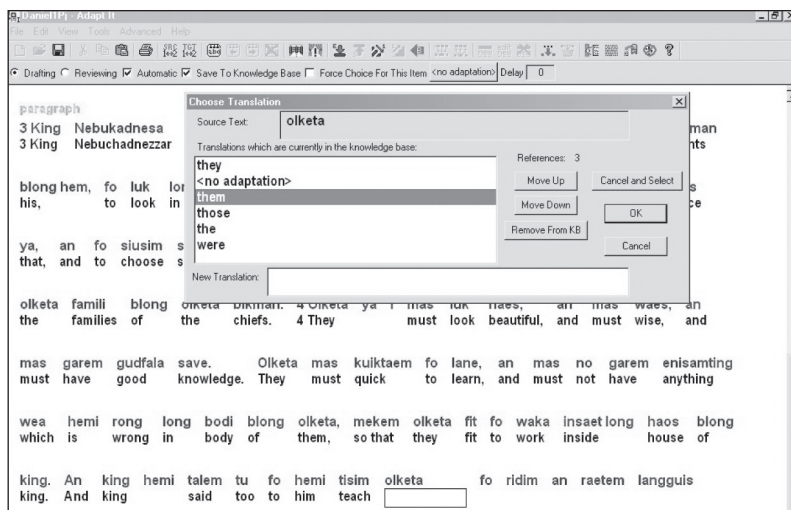 DanielTPj - Adapt It
File Edit View Tools Advanced Help
Drafting Reviewing Automatic Save To Knowledge Base Force Choice For This Item <no adaptation> Delay 0
paragraph
Choose Translation
Source Text: olketa
Translations which are currently in the knowledge base:
they
<no adaptation>
them
those
the
were
References: 3
Move Up Cancel and Select
Move Down OK
Remove From KB Cancel
New Translation:
3 King Nebukadnesa man
3 King Nebuchadnezzar nts
blong hem, fo luk lon s
his, to look in ce
ya, an fo siusim s
that, and to choose s
olketa famili blong olketa bikman. 4 Olketa ya i mas luk naes, an mas waes, an
the families of the chiefs. 4 They must look beautiful, and must wise, and
mas garem gudfala save. Olketa mas kuiktaem fo lane, an mas no garem enisamting
must have good knowledge. They must quick to learn, and must not have anything
wea hemi rong long bodi blong olketa, mekem olketa fit fo waka insaet long haos blong
which is wrong in body of them, so that they fit to work inside house of
king. An king hemi talem tu fo hemi tisim olketa fo ridim an raetem langguis
king. And king said too to him teach